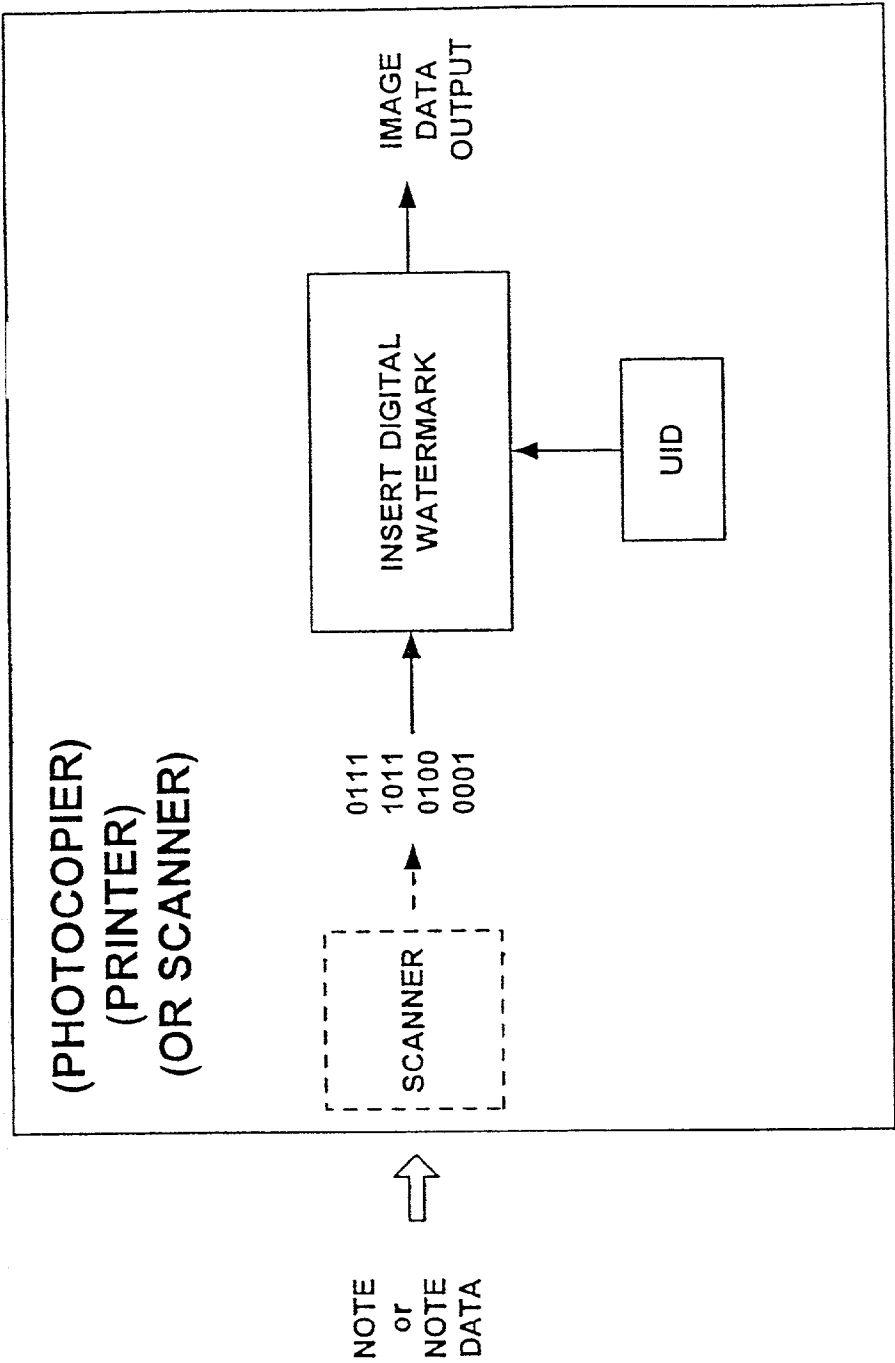 (PHOTOCOPIER)
(PRINTER)
(OR SCANNER)
NOTE
or
NOTE
DATA
SCANNER
0111
1011
0100
0001
INSERT DIGITAL
WATERMARK
UID
IMAGE
DATA
OUTPUT